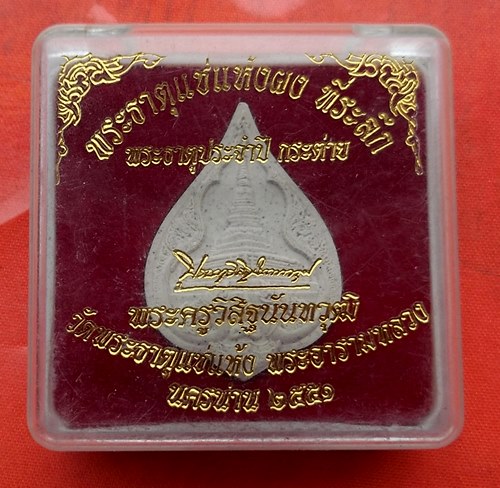 พระธาตุแช่แห้งผง ที่ระลึก
พระธาตุประจำปี กระต่าย
พระครูวิสิฐนันทวุฒิ
วัดพระธาตุแช่แห้ง พระอารามหลวง
นครน่าน ๒๕๕๑